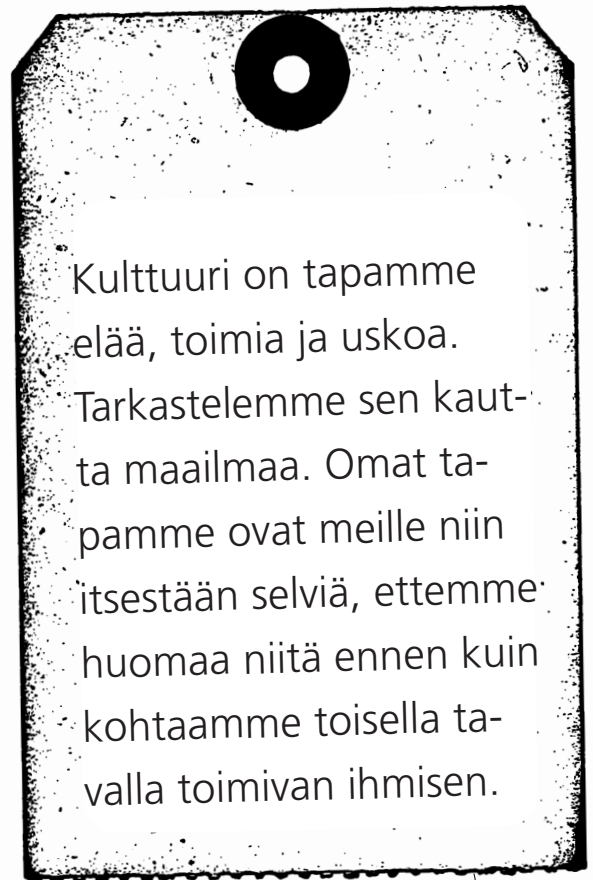 Kulttuuri on tapamme
elää, toimia ja uskoa.
Tarkastelemme sen kaut-
ta maailmaa. Omat ta-
pamme ovat meille niin
itsestään selviä, ettemme
huomaa niitä ennen kuin
kohtaamme toisella ta-
valla toimivan ihmisen.